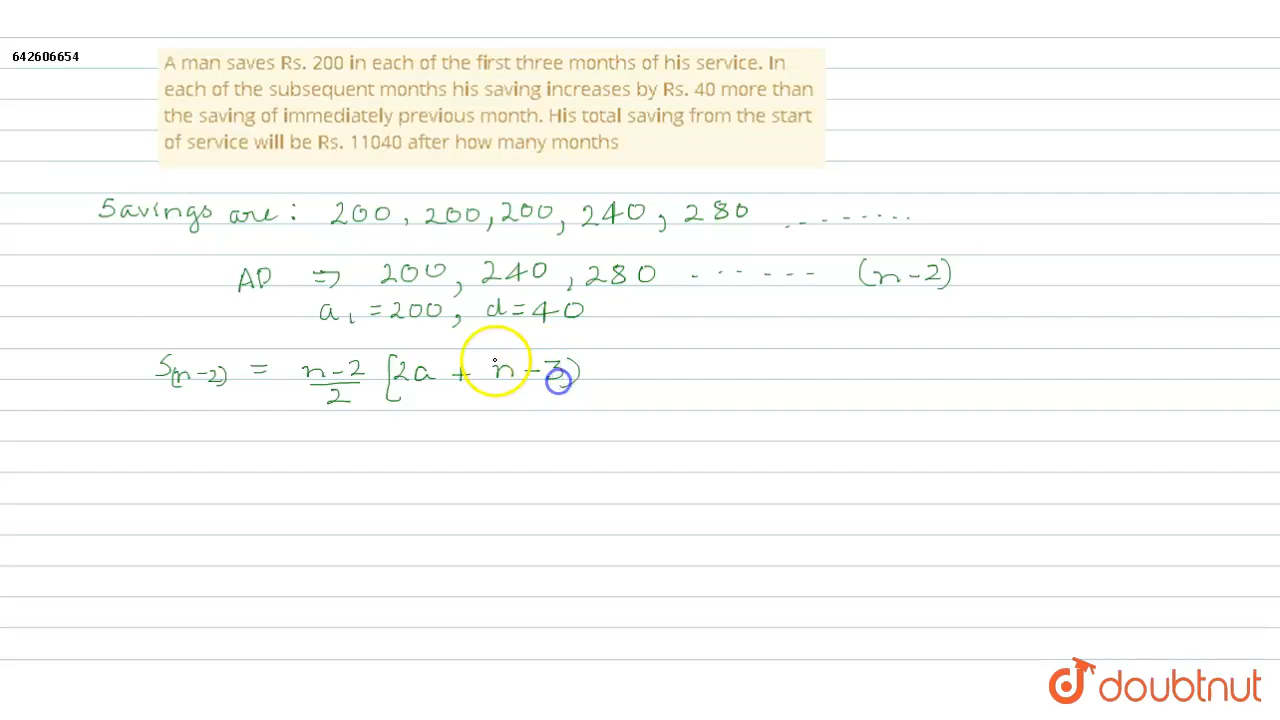 642606654
A man saves Rs. 200 in each of the first three months of his service. In
each of the subsequent months his saving increases by Rs. 40 more than
the saving of immediately previous month. His total saving from the start
of service will be Rs. 11040 after how many months
Savings are : 200, 200, 200, 240, 280 ........
AP ⇒ 200, 240, 280 ....... (n-2)
a₁ = 200, d = 40
S(n-2) = n-2/2 [2a + n-3)
doubtnut